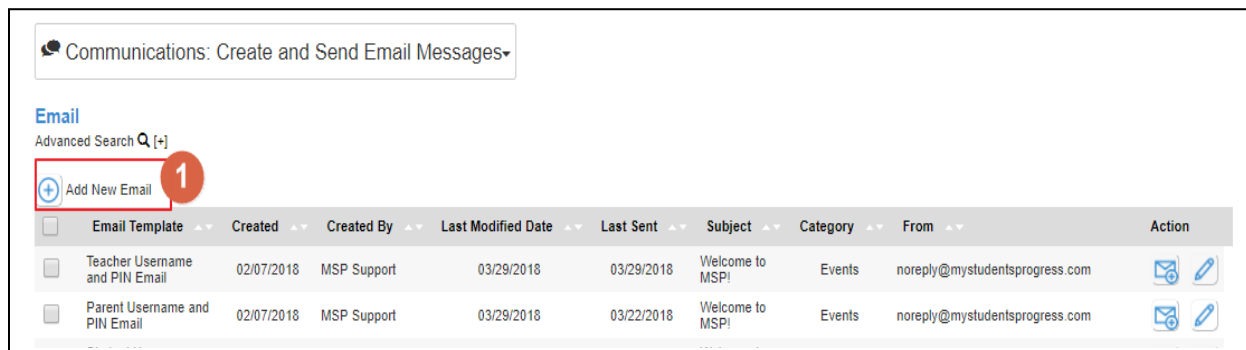 Communications: Create and Send Email Messages
Email
Advanced Search [+]
Add New Email 1
Email Template Created Created By Last Modified Date Last Sent Subject Category From Action
Teacher Username and PIN Email 02/07/2018 MSP Support 03/29/2018 03/29/2018 Welcome to MSP! Events noreply@mystudentsprogress.com
Parent Username and PIN Email 02/07/2018 MSP Support 03/29/2018 03/22/2018 Welcome to MSP! Events noreply@mystudentsprogress.com